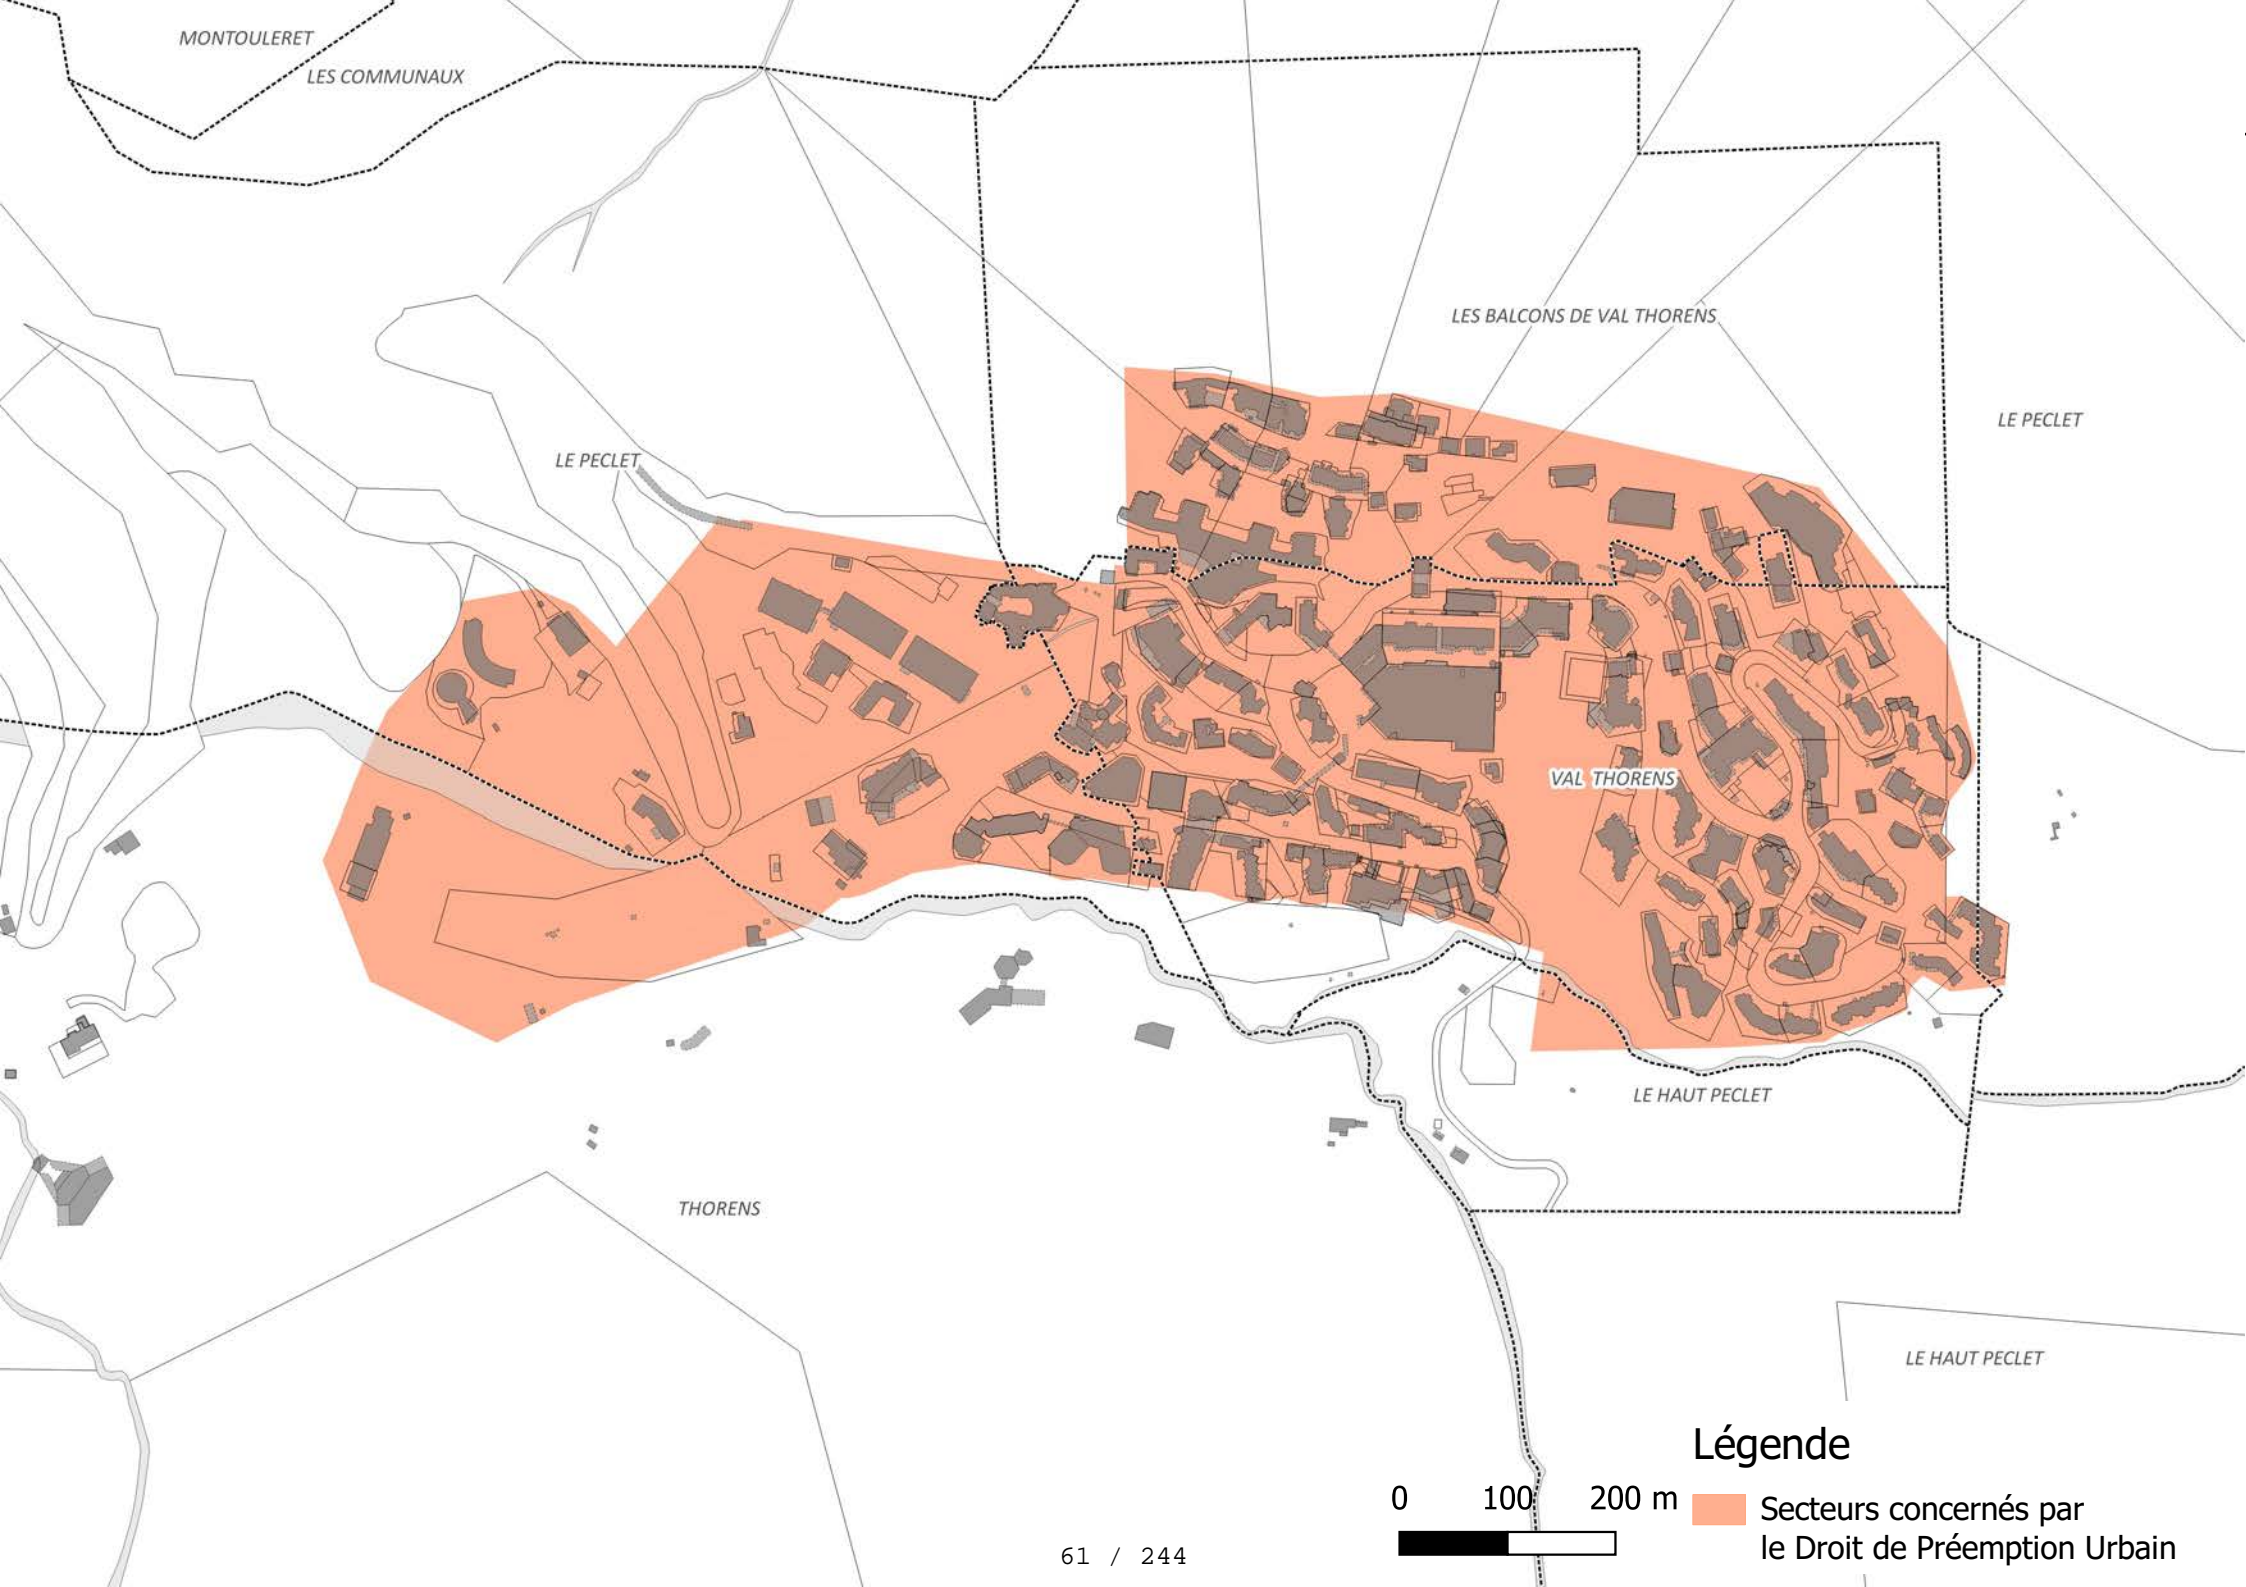 MONTOULERET
LES COMMUNAUX
LES BALCONS DE VAL THORENS
LE PECLET
LE PECLET
VAL THORENS
LE HAUT PECLET
THORENS
LE HAUT PECLET
Légende
0 100 200 m
Secteurs concernés par
le Droit de Préemption Urbain
61 / 244